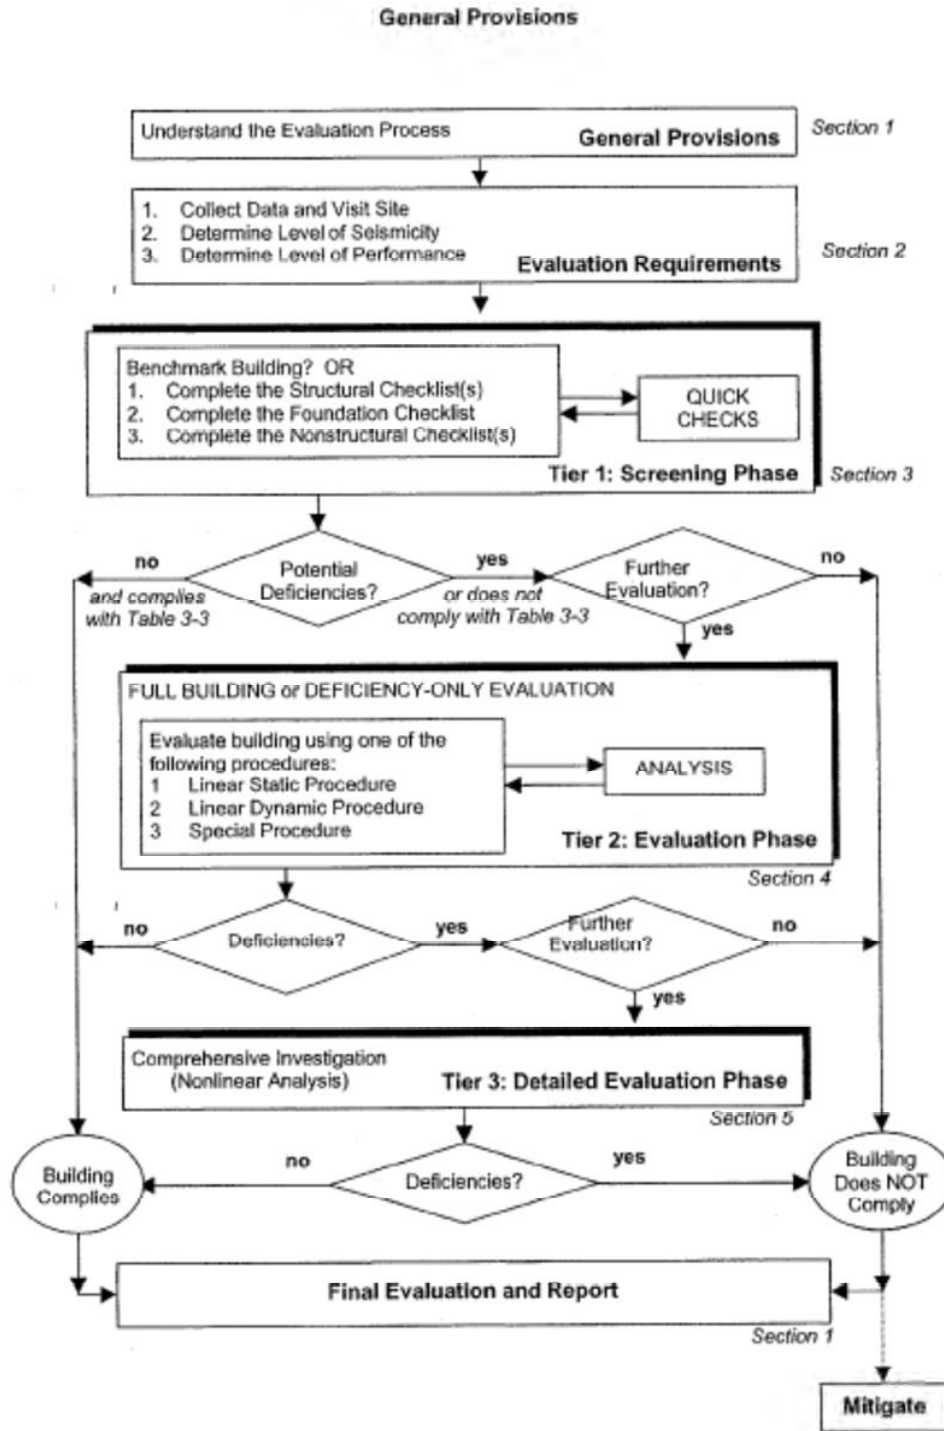 General Provisions
Understand the Evaluation Process
General Provisions
Section 1
1. Collect Data and Visit Site
2. Determine Level of Seismicity
3. Determine Level of Performance
Evaluation Requirements
Section 2
Benchmark Building? OR
1. Complete the Structural Checklist(s)
2. Complete the Foundation Checklist
3. Complete the Nonstructural Checklist(s)
QUICK
CHECKS
Tier 1: Screening Phase
Section 3
no
and complies
with Table 3-3
Potential
Deficiencies?
yes
or does not
comply with Table 3-3
Further
Evaluation?
no
yes
FULL BUILDING or DEFICIENCY-ONLY EVALUATION
Evaluate building using one of the
following procedures:
1 Linear Static Procedure
2 Linear Dynamic Procedure
3 Special Procedure
ANALYSIS
Tier 2: Evaluation Phase
Section 4
no
Deficiencies?
yes
Further
Evaluation?
no
yes
Comprehensive Investigation
(Nonlinear Analysis)
Tier 3: Detailed Evaluation Phase
Section 5
Building
Complies
no
Deficiencies?
yes
Building
Does NOT
Comply
Final Evaluation and Report
Section 1
Mitigate